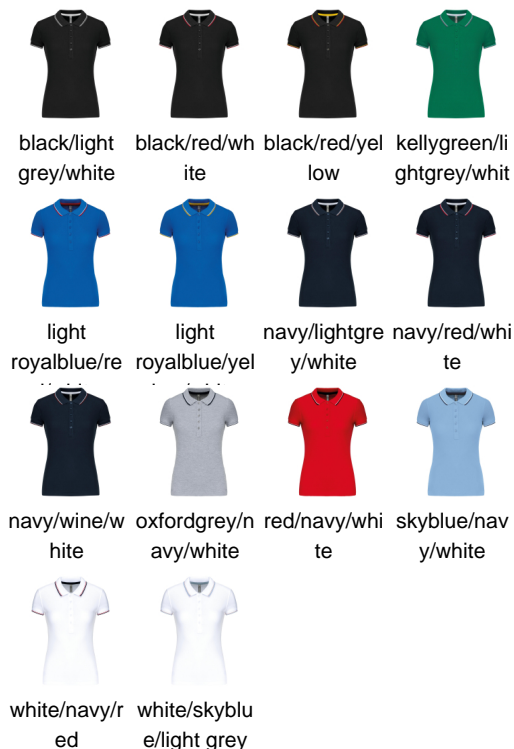 black/light
grey/white
black/red/wh
ite
black/red/yel
low
kellygreen/li
ghtgrey/whit
light
royalblue/re
light
royalblue/yel
navy/lightgre
y/white
navy/red/whi
te
navy/wine/w
hite
oxfordgrey/n
avy/white
red/navy/whi
te
skyblue/nav
y/white
white/navy/r
ed
white/skyblu
e/light grey